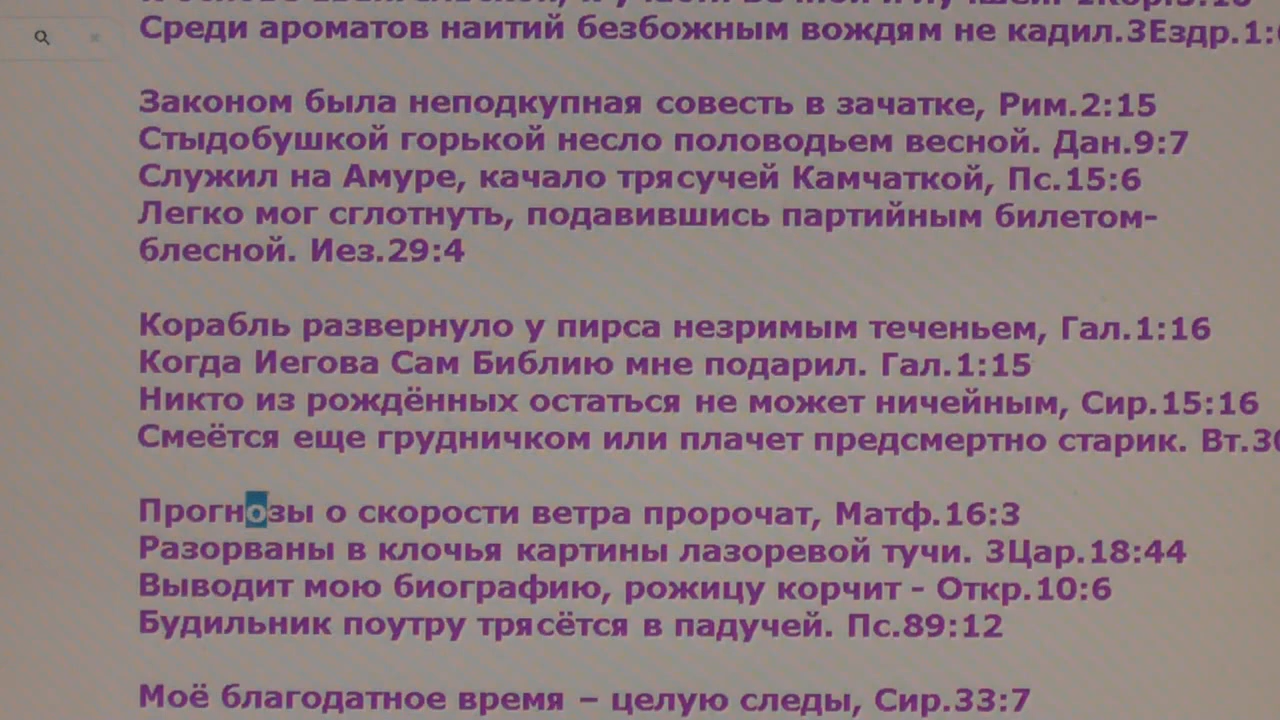 Среди ароматов наитий безбожным вождям не кадил.3Ездр.1:
Законом была неподкупная совесть в зачатке, Рим.2:15
Стыдобушкой горькой несло половодьем весной. Дан.9:7
Служил на Амуре, качало трясучей Камчаткой, Пс.15:6
Легко мог сглотнуть, подавившись партийным билетом-
блесной. Иез.29:4
Корабль развернуло у пирса незримым теченьем, Гал.1:16
Когда Иегова Сам Библию мне подарил. Гал.1:15
Никто из рождённых остаться не может ничейным, Сир.15:16
Смеётся еще грудничком или плачет предсмертно старик. Вт.30
Прогнозы о скорости ветра пророчат, Матф.16:3
Разорваны в клочья картины лазоревой тучи. 3Цар.18:44
Выводит мою биографию, рожицу корчит - Откр.10:6
Будильник поутру трясётся в падучей. Пс.89:12
Моё благодатное время – целую следы, Сир.33:7